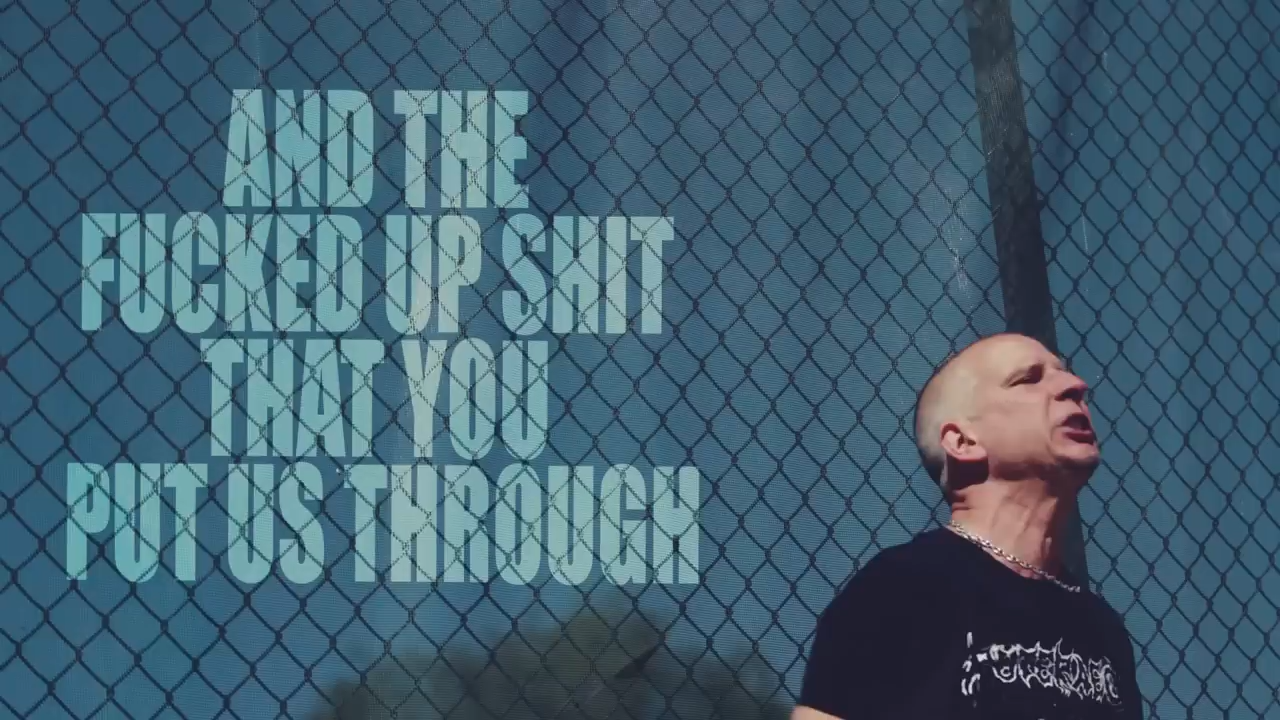 AND THE
FUCKED UP SHIT
THAT YOU
PUT US THROUGH